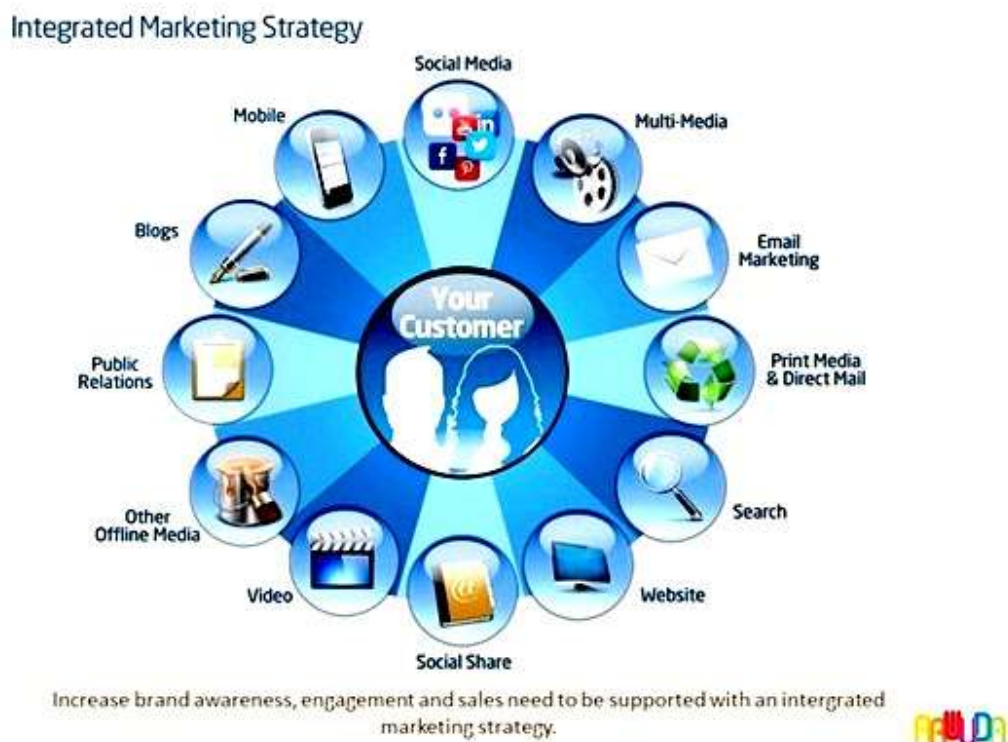 Integrated Marketing Strategy
Social Media
Mobile
Multi-Media
Blogs
Email
Marketing
Your
Customer
Public
Relations
Print Media
& Direct Mail
Other
Offline Media
Search
Video
Website
Social Share
Increase brand awareness, engagement and sales need to be supported with an intergrated
marketing strategy.